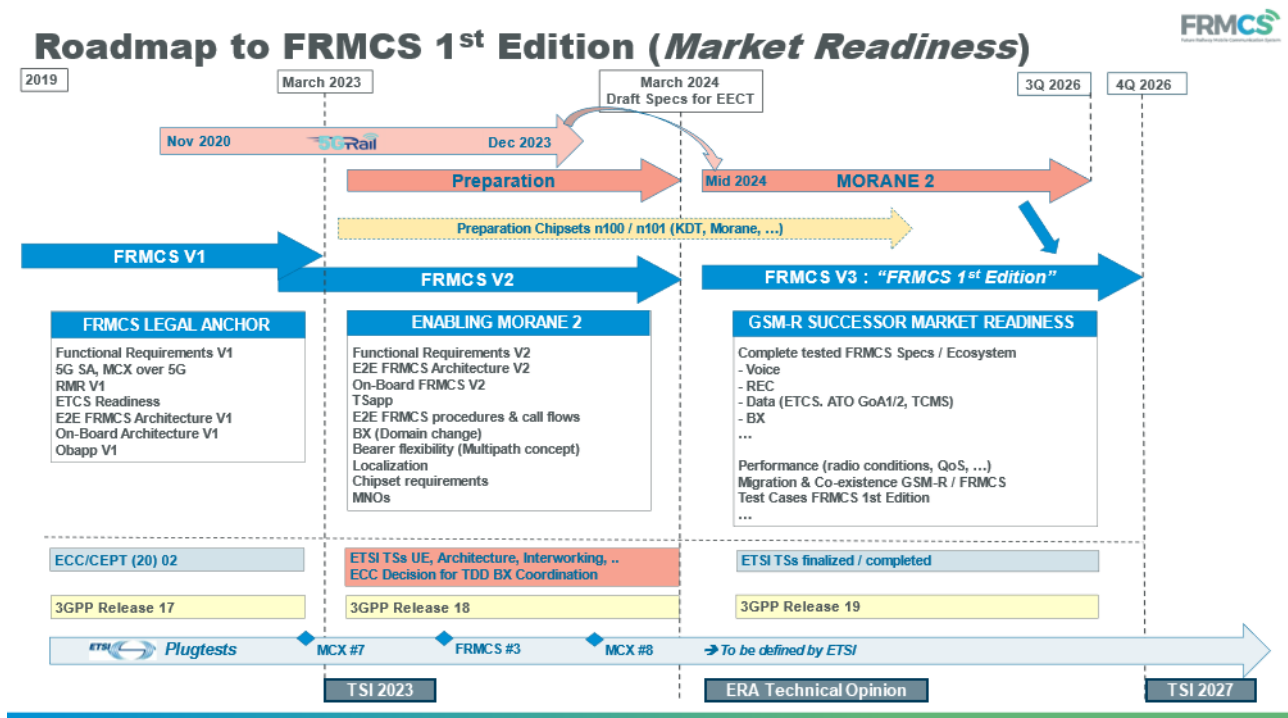 FRMCS
Future Railway Mobile Communication System
Roadmap to FRMCS 1st Edition (Market Readiness)
2019
March 2023
March 2024
Draft Specs for EECT
3Q 2026
4Q 2026
Nov 2020
5GRail
Dec 2023
Preparation
Mid 2024
MORANE 2
Preparation Chipsets n100 / n101 (KDT, Morane, ...)
FRMCS V1
FRMCS V2
FRMCS V3 : “FRMCS 1st Edition”
FRMCS LEGAL ANCHOR
Functional Requirements V1
5G SA, MCX over 5G
RMR V1
ETCS Readiness
E2E FRMCS Architecture V1
On-Board Architecture V1
Obapp V1
ENABLING MORANE 2
Functional Requirements V2
E2E FRMCS Architecture V2
On-Board FRMCS V2
TSapp
E2E FRMCS procedures & call flows
BX (Domain change)
Bearer flexibility (Multipath concept)
Localization
Chipset requirements
MNOs
GSM-R SUCCESSOR MARKET READINESS
Complete tested FRMCS Specs / Ecosystem
- Voice
- REC
- Data (ETCS. ATO GoA1/2, TCMS)
- BX
...
Performance (radio conditions, QoS, ...)
Migration & Co-existence GSM-R / FRMCS
Test Cases FRMCS 1st Edition
...
ECC/CEPT (20) 02
ETSI TSs UE, Architecture, Interworking, ..
ECC Decision for TDD BX Coordination
ETSI TSs finalized / completed
3GPP Release 17
3GPP Release 18
3GPP Release 19
ETSI Plugtests
MCX #7
FRMCS #3
MCX #8
➔ To be defined by ETSI
TSI 2023
ERA Technical Opinion
TSI 2027